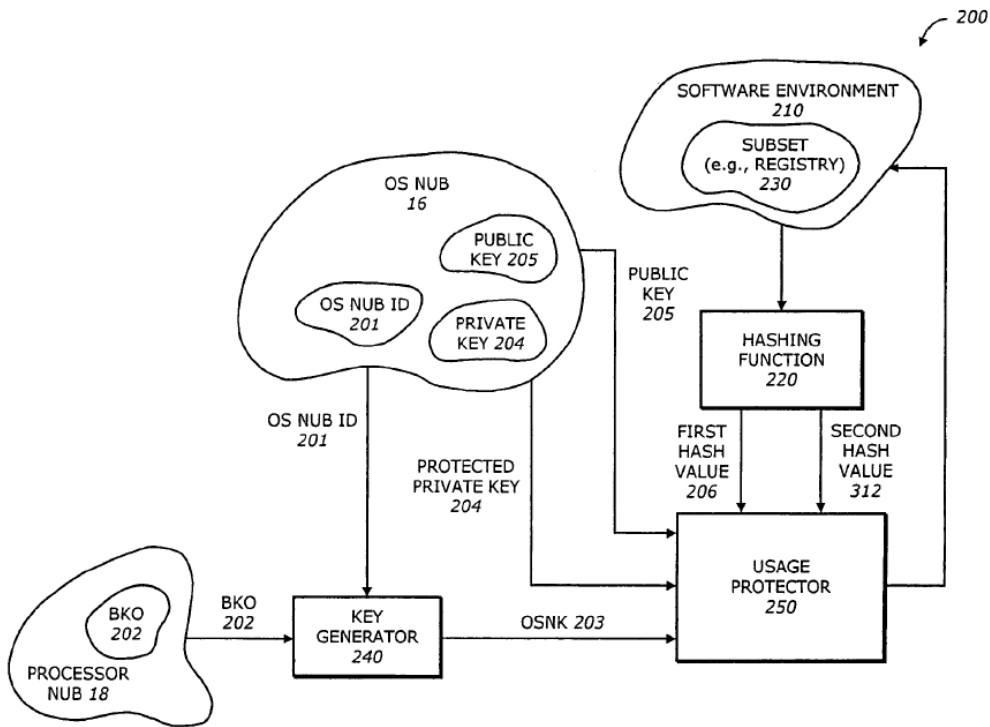 200
SOFTWARE ENVIRONMENT
210
SUBSET
(e.g., REGISTRY)
230
OS NUB
16
PUBLIC
KEY 205
OS NUB ID
201
PRIVATE
KEY 204
PUBLIC
KEY
205
HASHING
FUNCTION
220
OS NUB ID
201
PROTECTED
PRIVATE KEY
204
FIRST
HASH
VALUE
206
SECOND
HASH
VALUE
312
USAGE
PROTECTOR
250
BKO
202
PROCESSOR
NUB 18
BKO
202
KEY
GENERATOR
240
OSNK 203